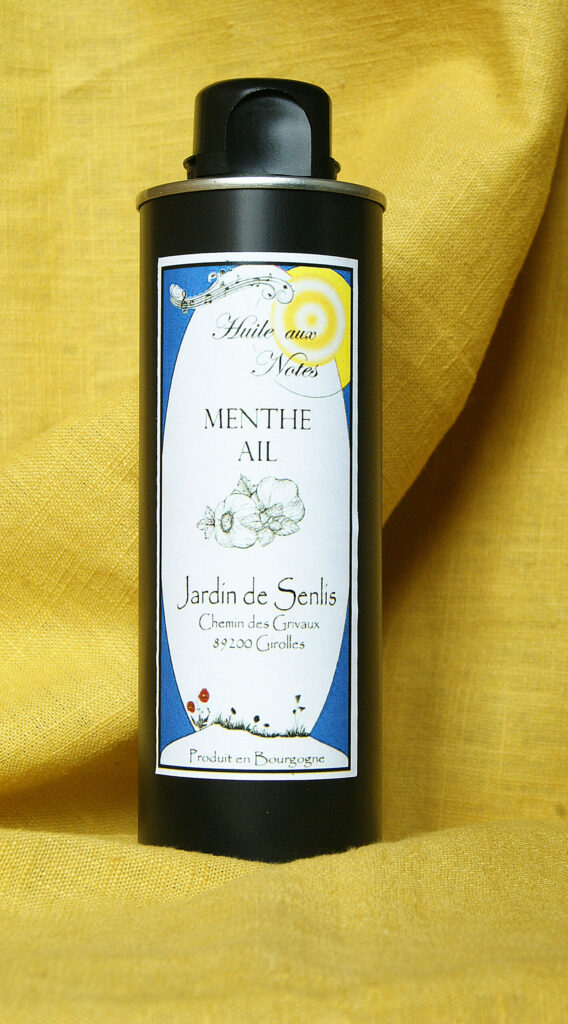 Huile aux
Notes
MENTHE
AIL
Jardin de Senlis
Chemin des Grivaux
89200 Girolles
Produit en Bourgogne